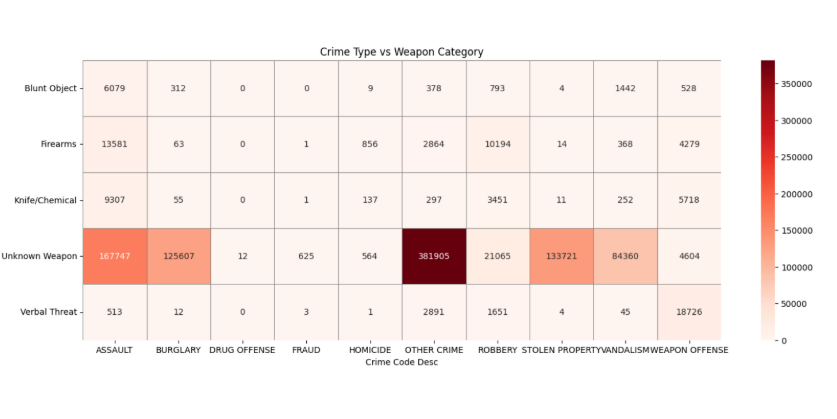 Crime Type vs Weapon Category
Blunt Object 6079 312 0 0 9 378 793 4 1442 528
Firearms 13581 63 0 1 856 2864 10194 14 368 4279
Knife/Chemical 9307 55 0 1 137 297 3451 11 252 5718
Unknown Weapon 167747 125607 12 625 564 381905 21065 133721 84360 4604
Verbal Threat 513 12 0 3 1 2891 1651 4 45 18726
ASSAULT BURGLARY DRUG OFFENSE FRAUD HOMICIDE OTHER CRIME ROBBERY STOLEN PROPERTY VANDALISM WEAPON OFFENSE
Crime Code Desc
350000
300000
250000
200000
150000
100000
50000
0